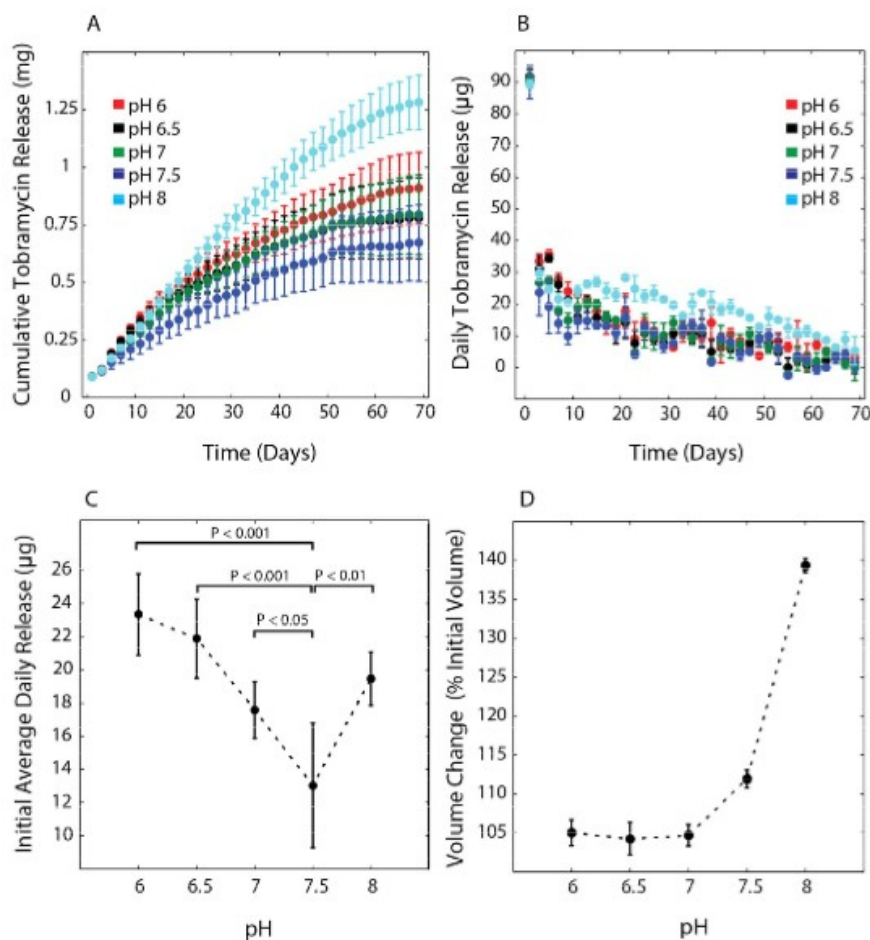 A
Cumulative Tobramycin Release (mg)
1.25
1
0.75
0.5
0.25
0
pH 6
pH 6.5
pH 7
pH 7.5
pH 8
0 10 20 30 40 50 60 70
Time (Days)
B
Daily Tobramycin Release (µg)
90
80
70
60
50
40
30
20
10
0
pH 6
pH 6.5
pH 7
pH 7.5
pH 8
0 10 20 30 40 50 60 70
Time (Days)
C
Initial Average Daily Release (µg)
26
24
22
20
18
16
14
12
10
P < 0.001
P < 0.001
P < 0.01
P < 0.05
6 6.5 7 7.5 8
pH
D
Volume Change (% Initial Volume)
140
135
130
125
120
115
110
105
6 6.5 7 7.5 8
pH